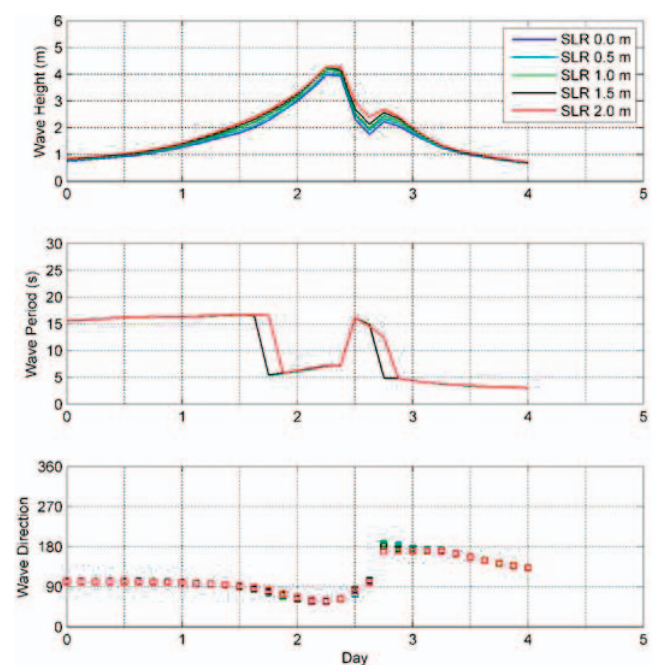 6
5
4
3
2
1
0
Wave Height (m)
SLR 0.0 m
SLR 0.5 m
SLR 1.0 m
SLR 1.5 m
SLR 2.0 m
0 1 2 3 4 5
30
25
20
15
10
5
0
Wave Period (s)
0 1 2 3 4 5
360
270
180
90
0
Wave Direction
0 1 2 3 4 5
Day